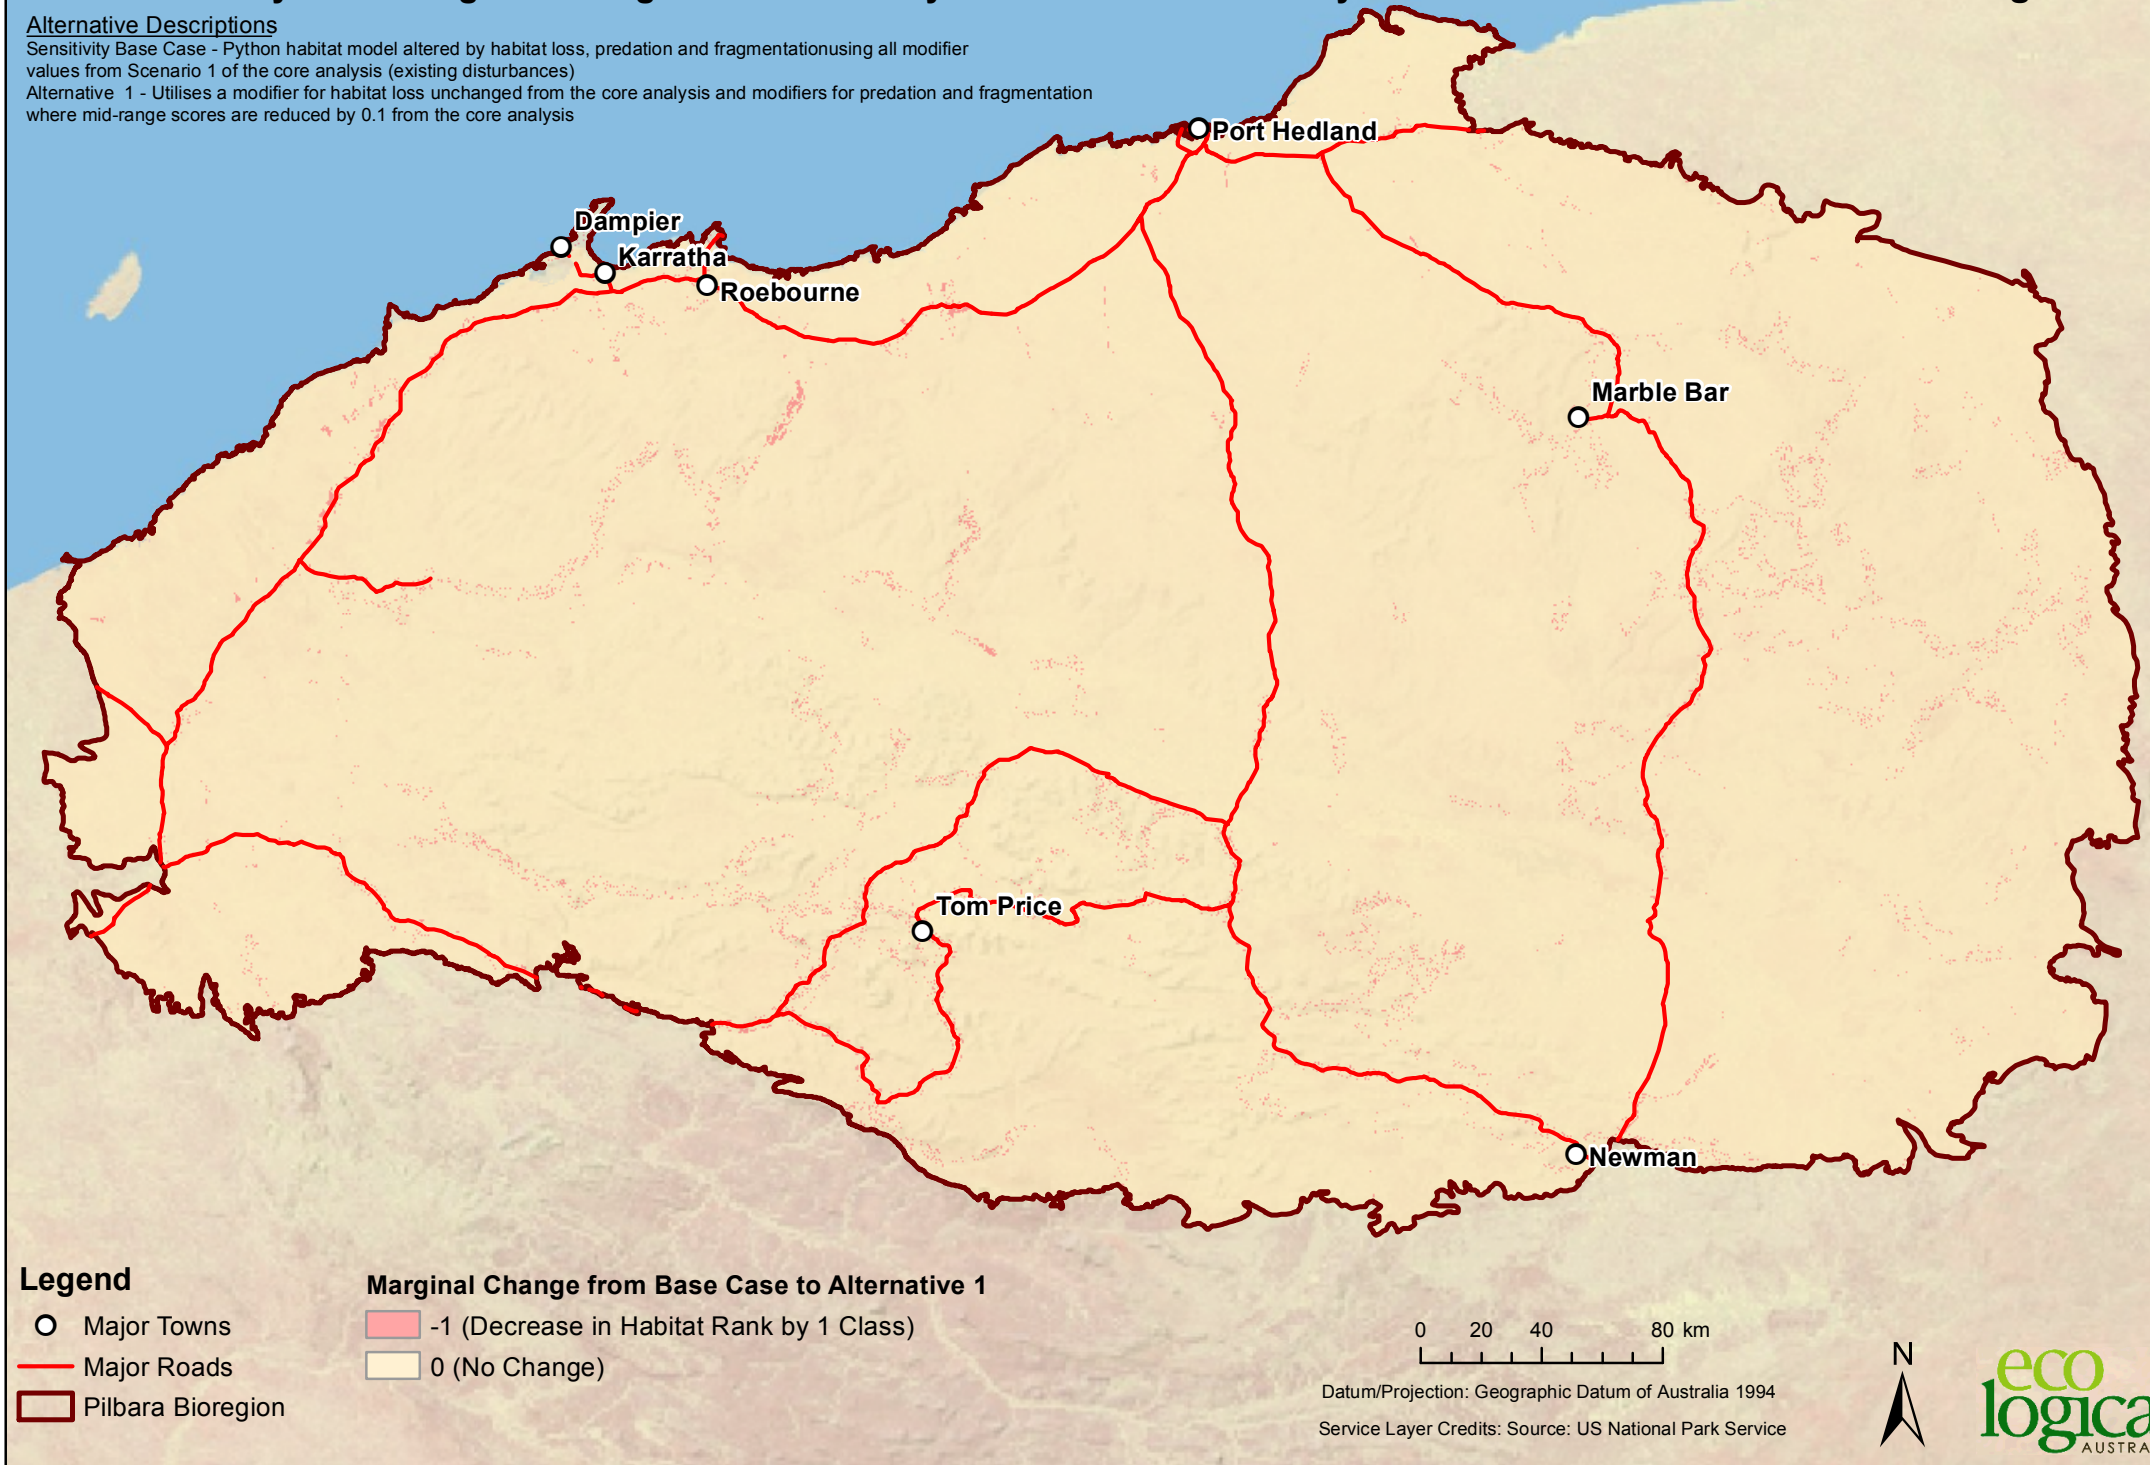 Alternative Descriptions
Sensitivity Base Case - Python habitat model altered by habitat loss, predation and fragmentationusing all modifier
values from Scenario 1 of the core analysis (existing disturbances)
Alternative 1 - Utilises a modifier for habitat loss unchanged from the core analysis and modifiers for predation and fragmentation
where mid-range scores are reduced by 0.1 from the core analysis
Port Hedland
Dampier
Karratha
Roebourne
Marble Bar
Tom Price
Newman
Legend
Major Towns
Major Roads
Pilbara Bioregion
Marginal Change from Base Case to Alternative 1
-1 (Decrease in Habitat Rank by 1 Class)
0 (No Change)
0 20 40 80 km
Datum/Projection: Geographic Datum of Australia 1994
Service Layer Credits: Source: US National Park Service
N
eco
logica
AUSTRA